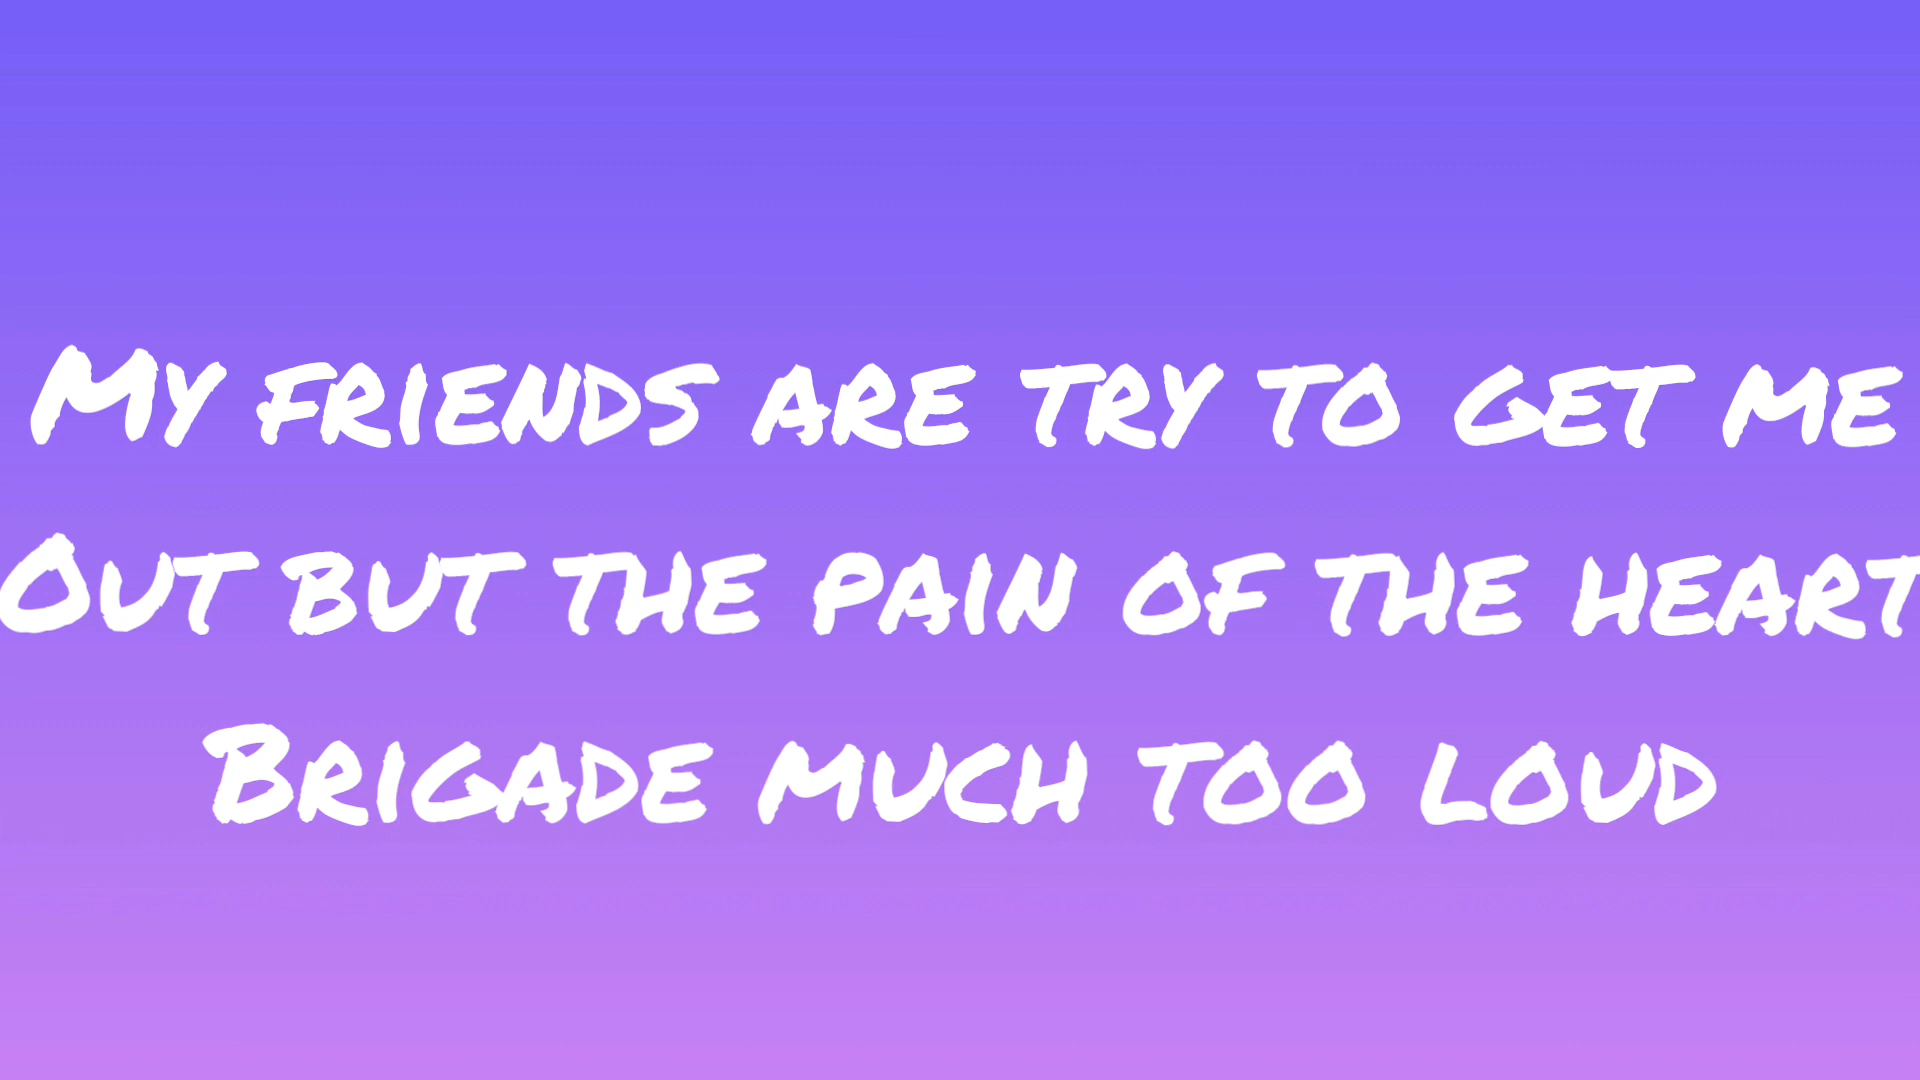 My friends are try to get me
Out but the pain of the heart
Brigade much too loud